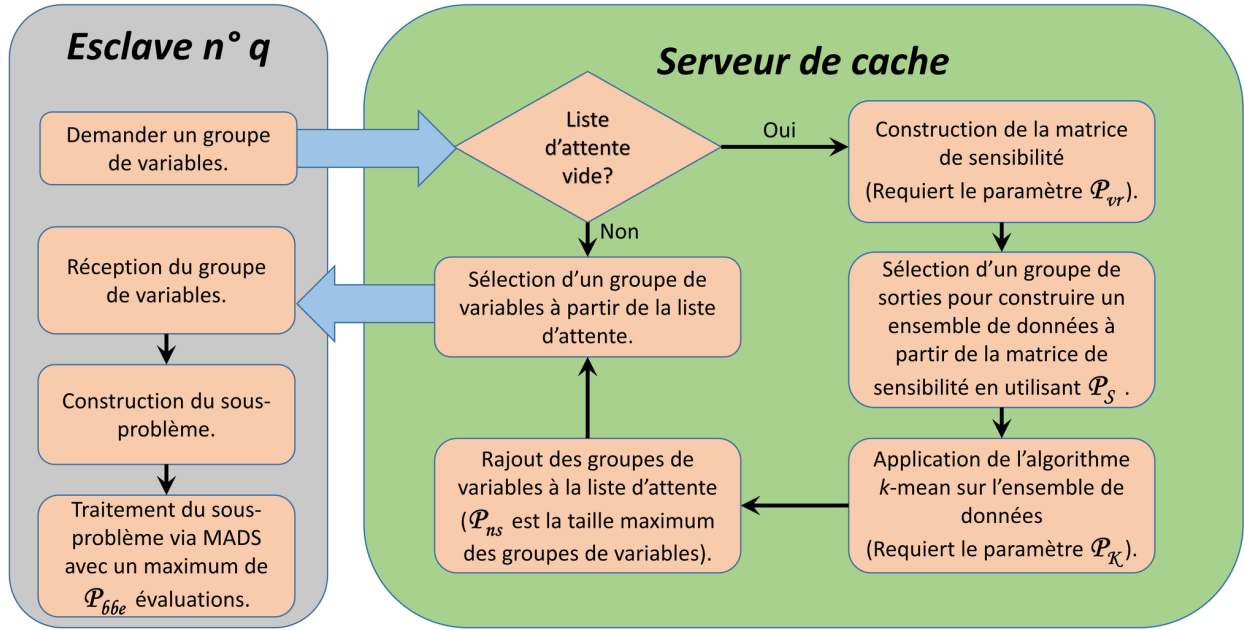 Esclave n° q
Demander un groupe
de variables.
Réception du groupe
de variables.
Construction du sous-
problème.
Traitement du sous-
problème via MADS
avec un maximum de
𝒫bbe évaluations.
Serveur de cache
Liste
d'attente
vide?
Oui
Non
Construction de la matrice
de sensibilité
(Requiert le paramètre 𝒫vr).
Sélection d'un groupe de
sorties pour construire un
ensemble de données à
partir de la matrice de
sensibilité en utilisant 𝒫S .
Application de l'algorithme
k-mean sur l'ensemble de
données
(Requiert le paramètre 𝒫K).
Rajout des groupes de
variables à la liste d'attente
(𝒫ns est la taille maximum
des groupes de variables).
Sélection d'un groupe de
variables à partir de la liste
d'attente.